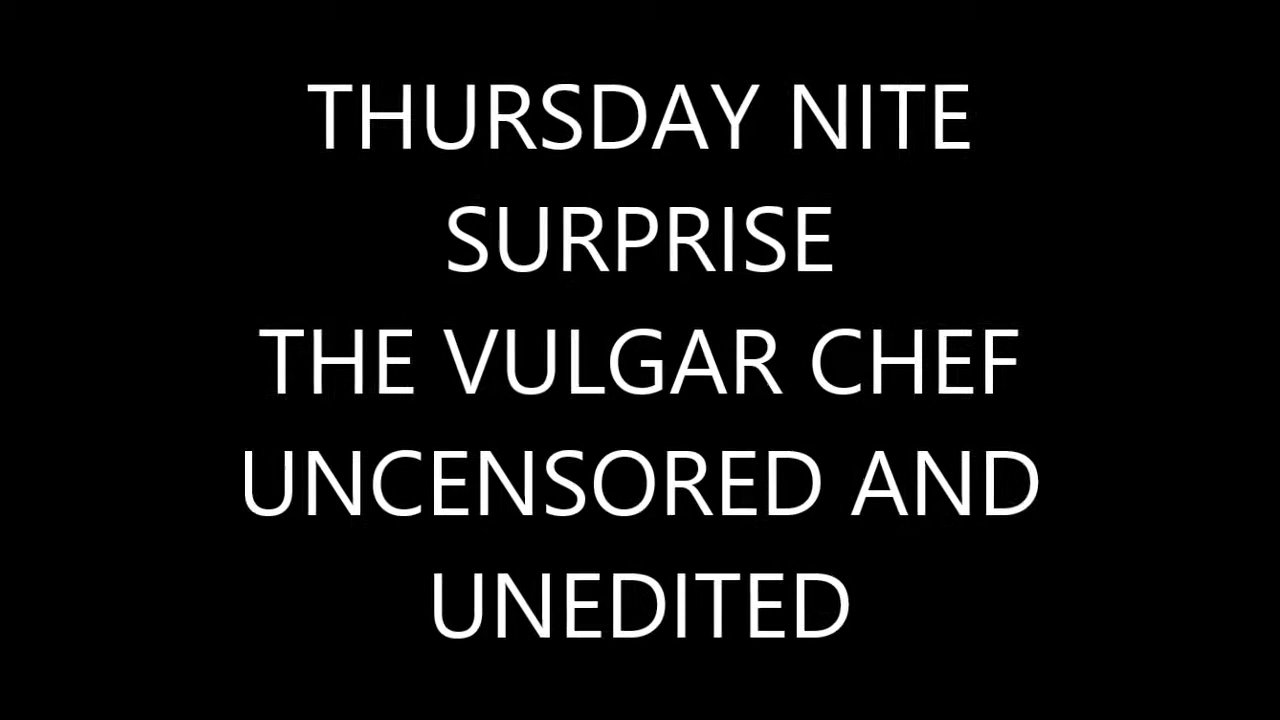 THURSDAY NITE
SURPRISE
THE VULGAR CHEF
UNCENSORED AND
UNEDITED